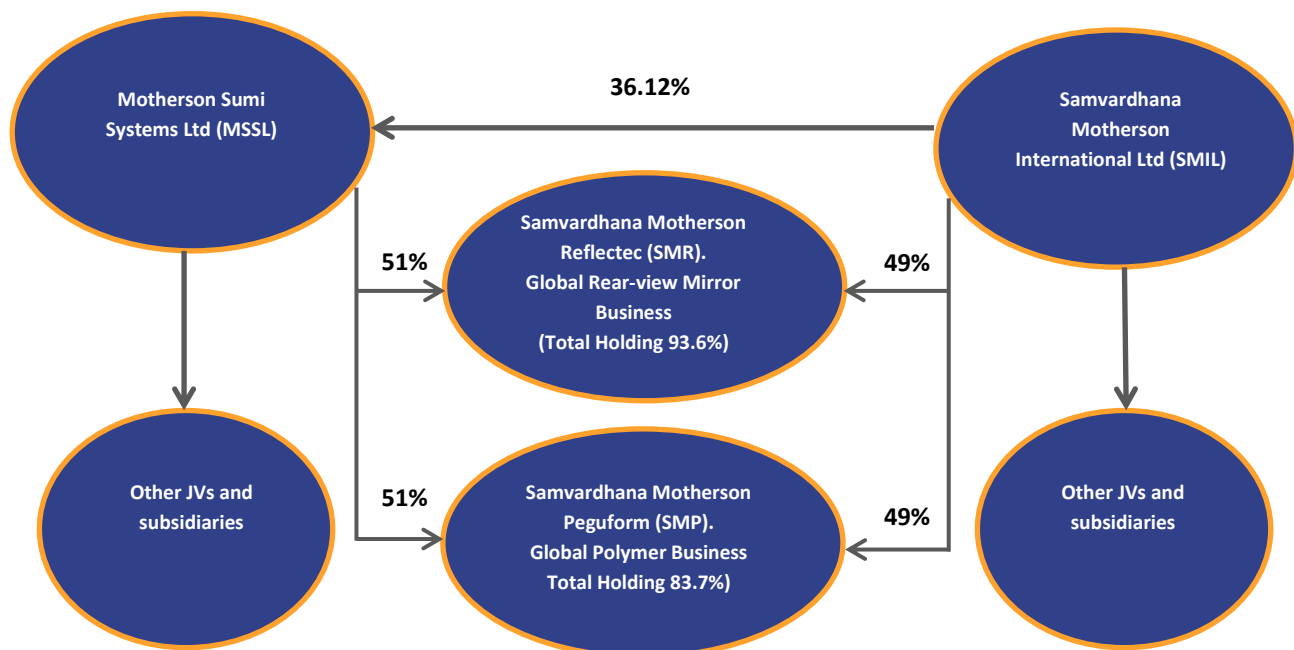 36.12%
Motherson Sumi
Systems Ltd (MSSL)
Samvardhana
Motherson
International Ltd (SMIL)
Samvardhana Motherson
Reflectec (SMR).
Global Rear-view Mirror
Business
(Total Holding 93.6%)
51%
49%
Samvardhana Motherson
Peguform (SMP).
Global Polymer Business
Total Holding 83.7%)
51%
49%
Other JVs and
subsidiaries
Other JVs and
subsidiaries